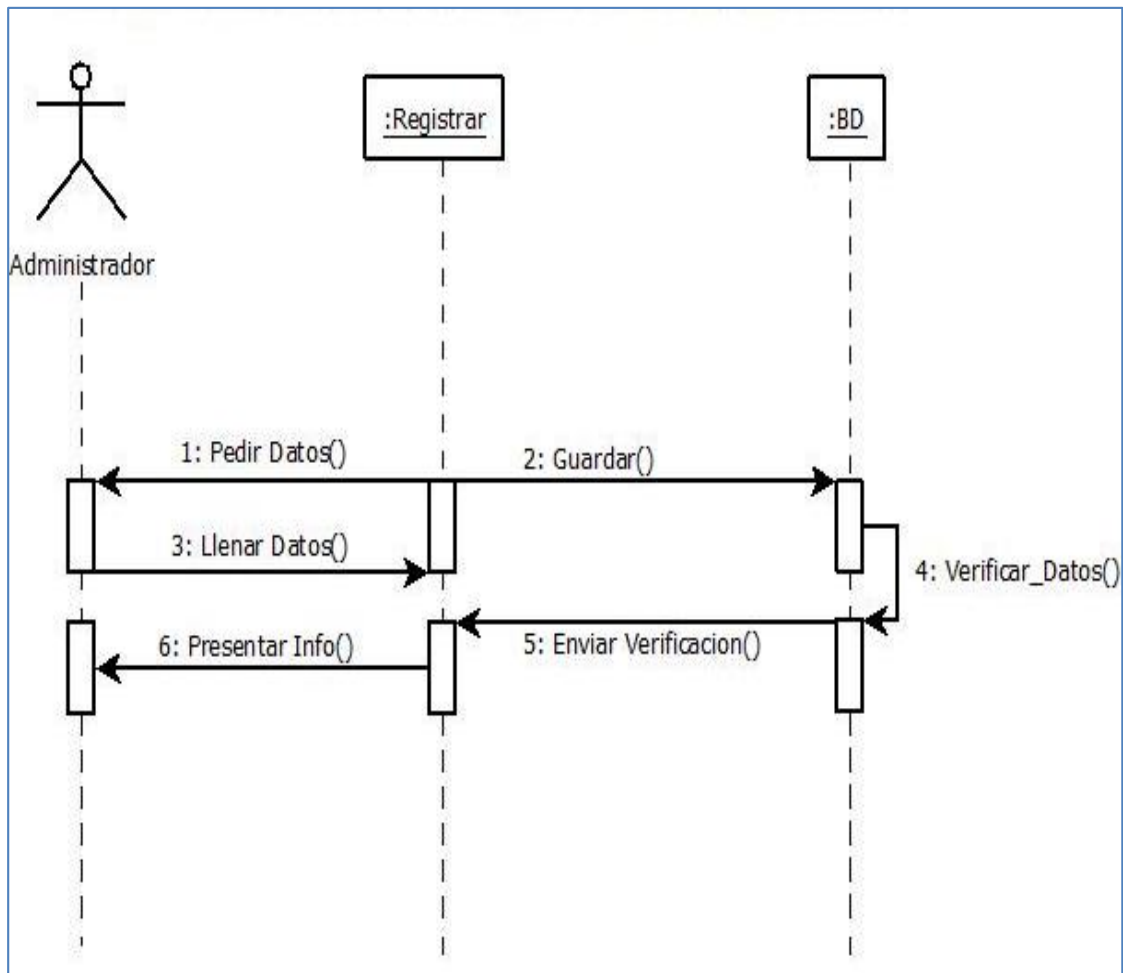 :Registrar
:BD
Administrador
1: Pedir Datos()
2: Guardar()
3: Llenar Datos()
4: Verificar_Datos()
5: Enviar Verificacion()
6: Presentar Info()